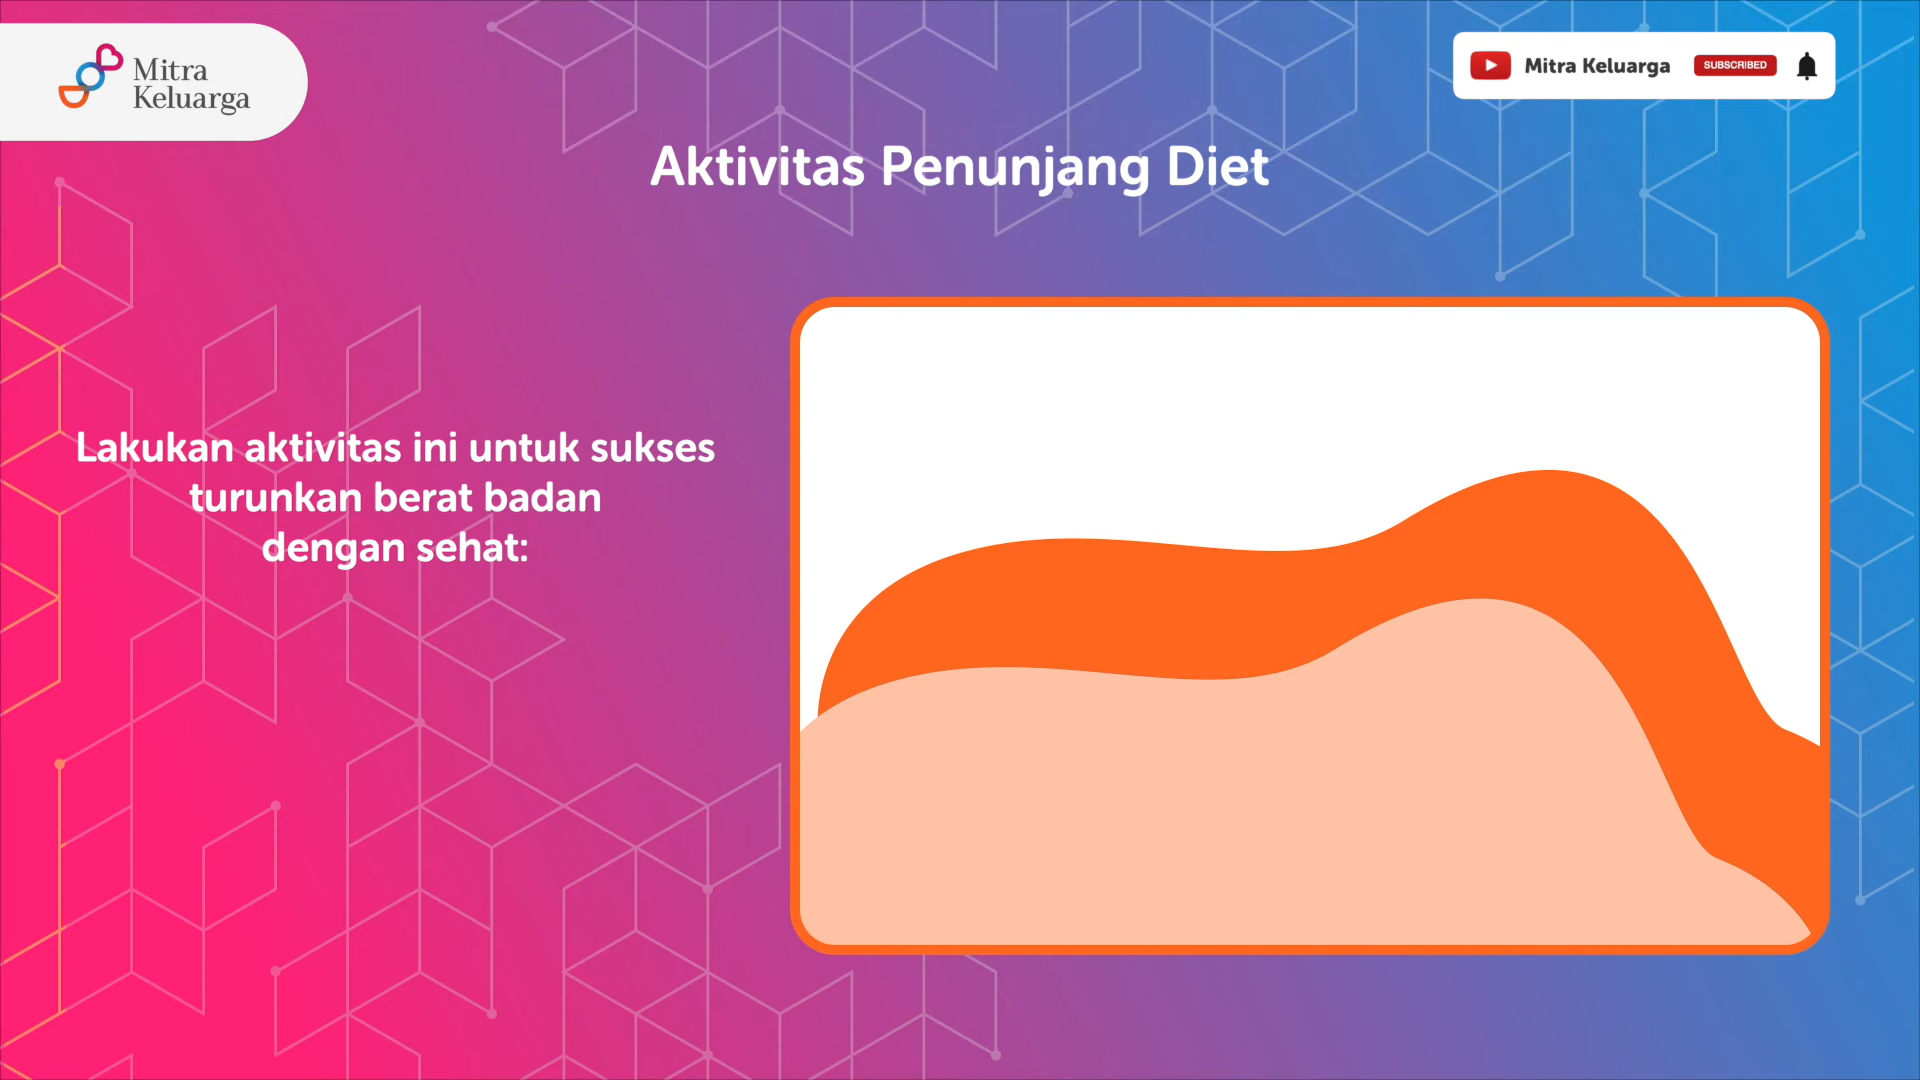 Mitra
Keluarga
Mitra Keluarga
SUBSCRIBED
Aktivitas Penunjang Diet
Lakukan aktivitas ini untuk sukses
turunkan berat badan
dengan sehat: